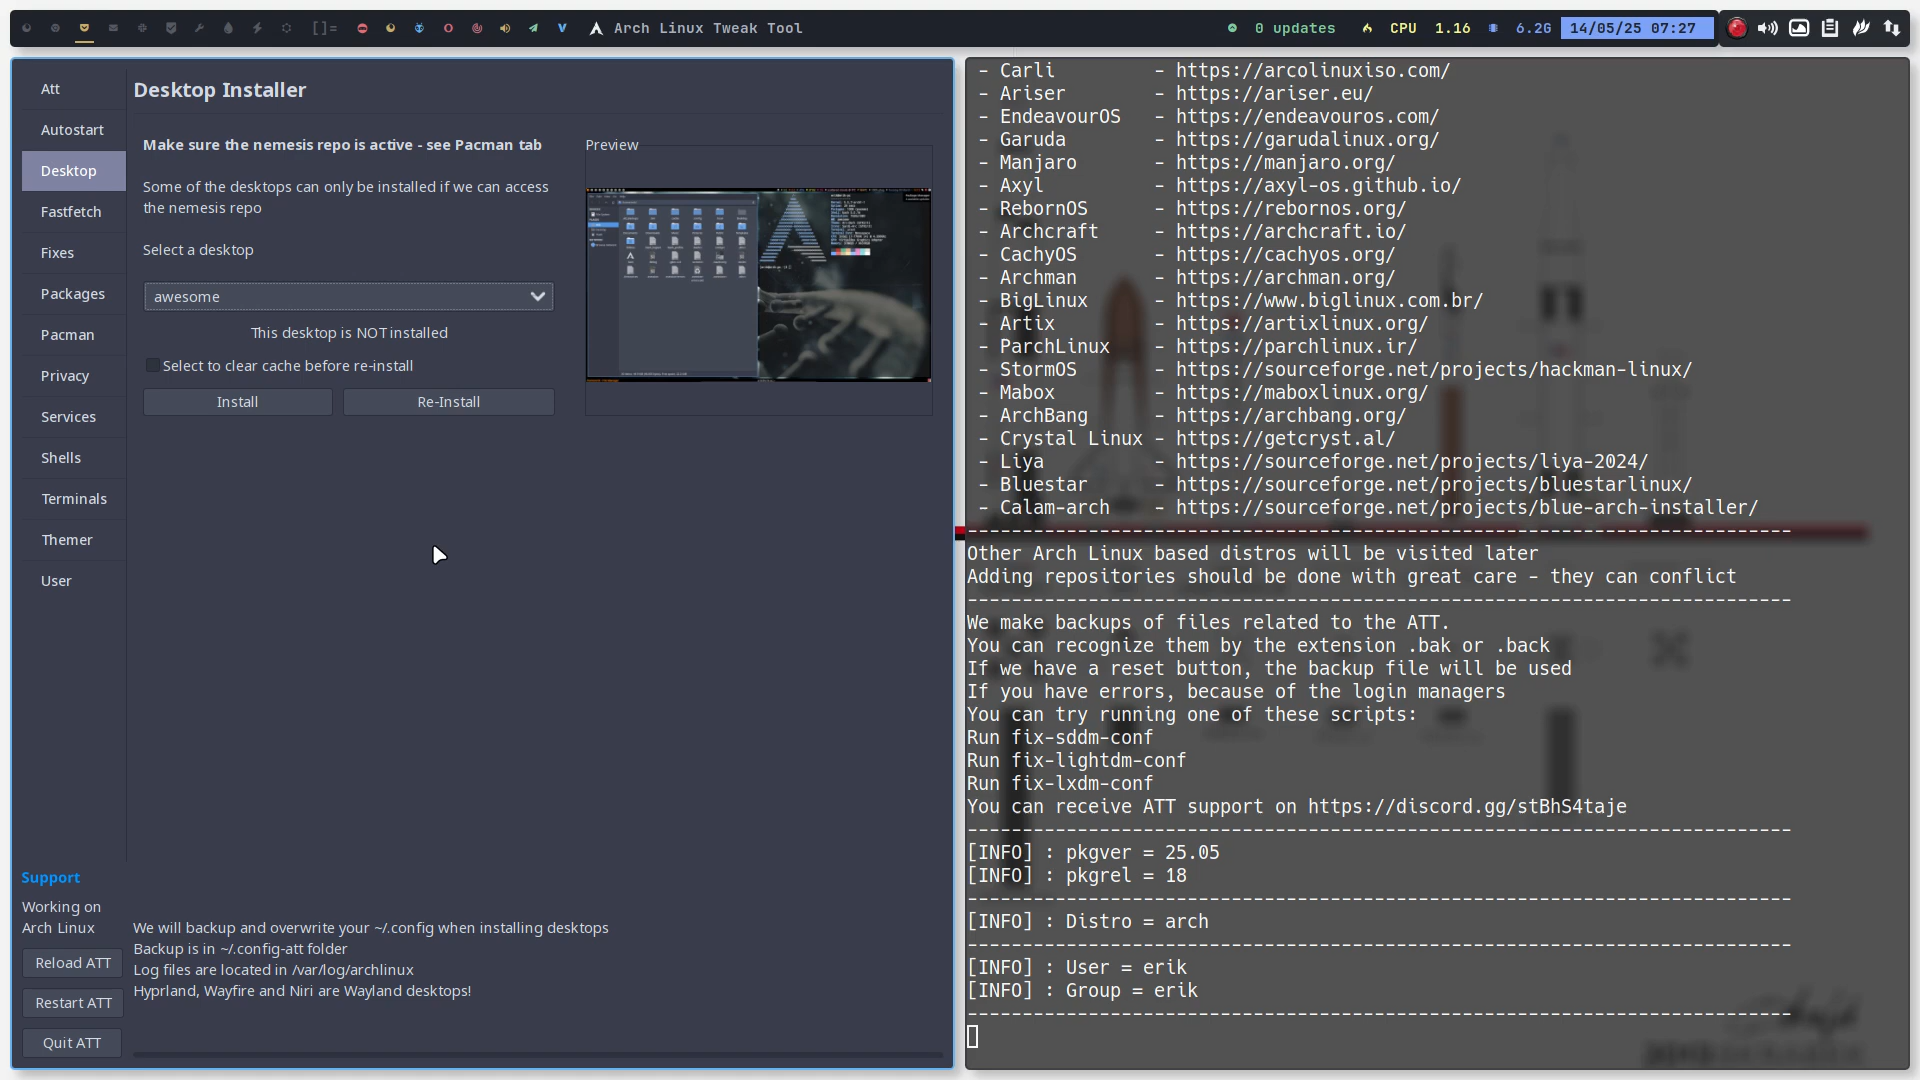 []= Arch Linux Tweak Tool 0 updates CPU 1.16 6.2G 14/05/25 07:27
Att
Autostart
Desktop
Fastfetch
Fixes
Packages
Pacman
Privacy
Services
Shells
Terminals
Themer
User
Support
Working on
Arch Linux
Reload ATT
Restart ATT
Quit ATT
Desktop Installer
Make sure the nemesis repo is active - see Pacman tab
Some of the desktops can only be installed if we can access
the nemesis repo
Select a desktop
awesome
This desktop is NOT installed
Select to clear cache before re-install
Install
Re-Install
Preview
We will backup and overwrite your ~/.config when installing desktops
Backup is in ~/.config-att folder
Log files are located in /var/log/archlinux
Hyprland, Wayfire and Niri are Wayland desktops!
- Carli - https://arcolinuxiso.com/
- Ariser - https://ariser.eu/
- EndeavourOS - https://endeavouros.com/
- Garuda - https://garudalinux.org/
- Manjaro - https://manjaro.org/
- Axyl - https://axyl-os.github.io/
- RebornOS - https://rebornos.org/
- Archcraft - https://archcraft.io/
- CachyOS - https://cachyos.org/
- Archman - https://archman.org/
- BigLinux - https://www.biglinux.com.br/
- Artix - https://artixlinux.org/
- ParchLinux - https://parchlinux.ir/
- StormOS - https://sourceforge.net/projects/hackman-linux/
- Mabox - https://maboxlinux.org/
- ArchBang - https://archbang.org/
- Crystal Linux - https://getcryst.al/
- Liya - https://sourceforge.net/projects/liya-2024/
- Bluestar - https://sourceforge.net/projects/bluestarlinux/
- Calam-arch - https://sourceforge.net/projects/blue-arch-installer/
---------------------------------------------------------------------------
Other Arch Linux based distros will be visited later
Adding repositories should be done with great care - they can conflict
---------------------------------------------------------------------------
We make backups of files related to the ATT.
You can recognize them by the extension .bak or .back
If we have a reset button, the backup file will be used
If you have errors, because of the login managers
You can try running one of these scripts:
Run fix-sddm-conf
Run fix-lightdm-conf
Run fix-lxdm-conf
You can receive ATT support on https://discord.gg/stBhS4taje
---------------------------------------------------------------------------
[INFO] : pkgver = 25.05
[INFO] : pkgrel = 18
---------------------------------------------------------------------------
[INFO] : Distro = arch
---------------------------------------------------------------------------
[INFO] : User = erik
[INFO] : Group = erik
---------------------------------------------------------------------------